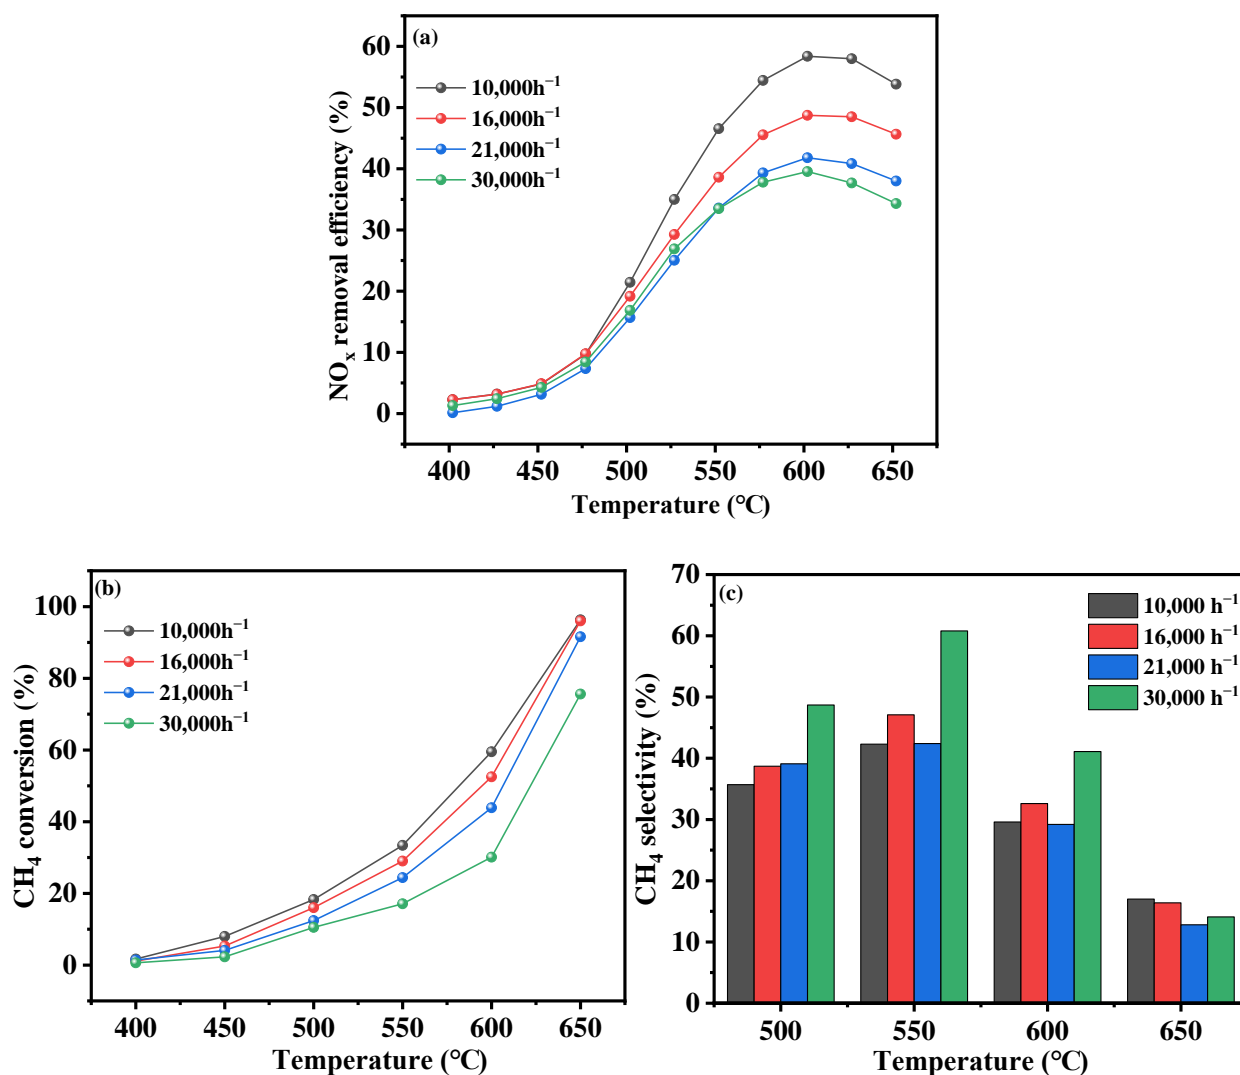 (a)
10,000h⁻¹
16,000h⁻¹
21,000h⁻¹
30,000h⁻¹
NOₓ removal efficiency (%)
60
50
40
30
20
10
0
400 450 500 550 600 650
Temperature (°C)
(b)
10,000h⁻¹
16,000h⁻¹
21,000h⁻¹
30,000h⁻¹
CH₄ conversion (%)
100
80
60
40
20
0
400 450 500 550 600 650
Temperature (°C)
(c)
10,000 h⁻¹
16,000 h⁻¹
21,000 h⁻¹
30,000 h⁻¹
CH₄ selectivity (%)
70
60
50
40
30
20
10
0
500 550 600 650
Temperature (°C)